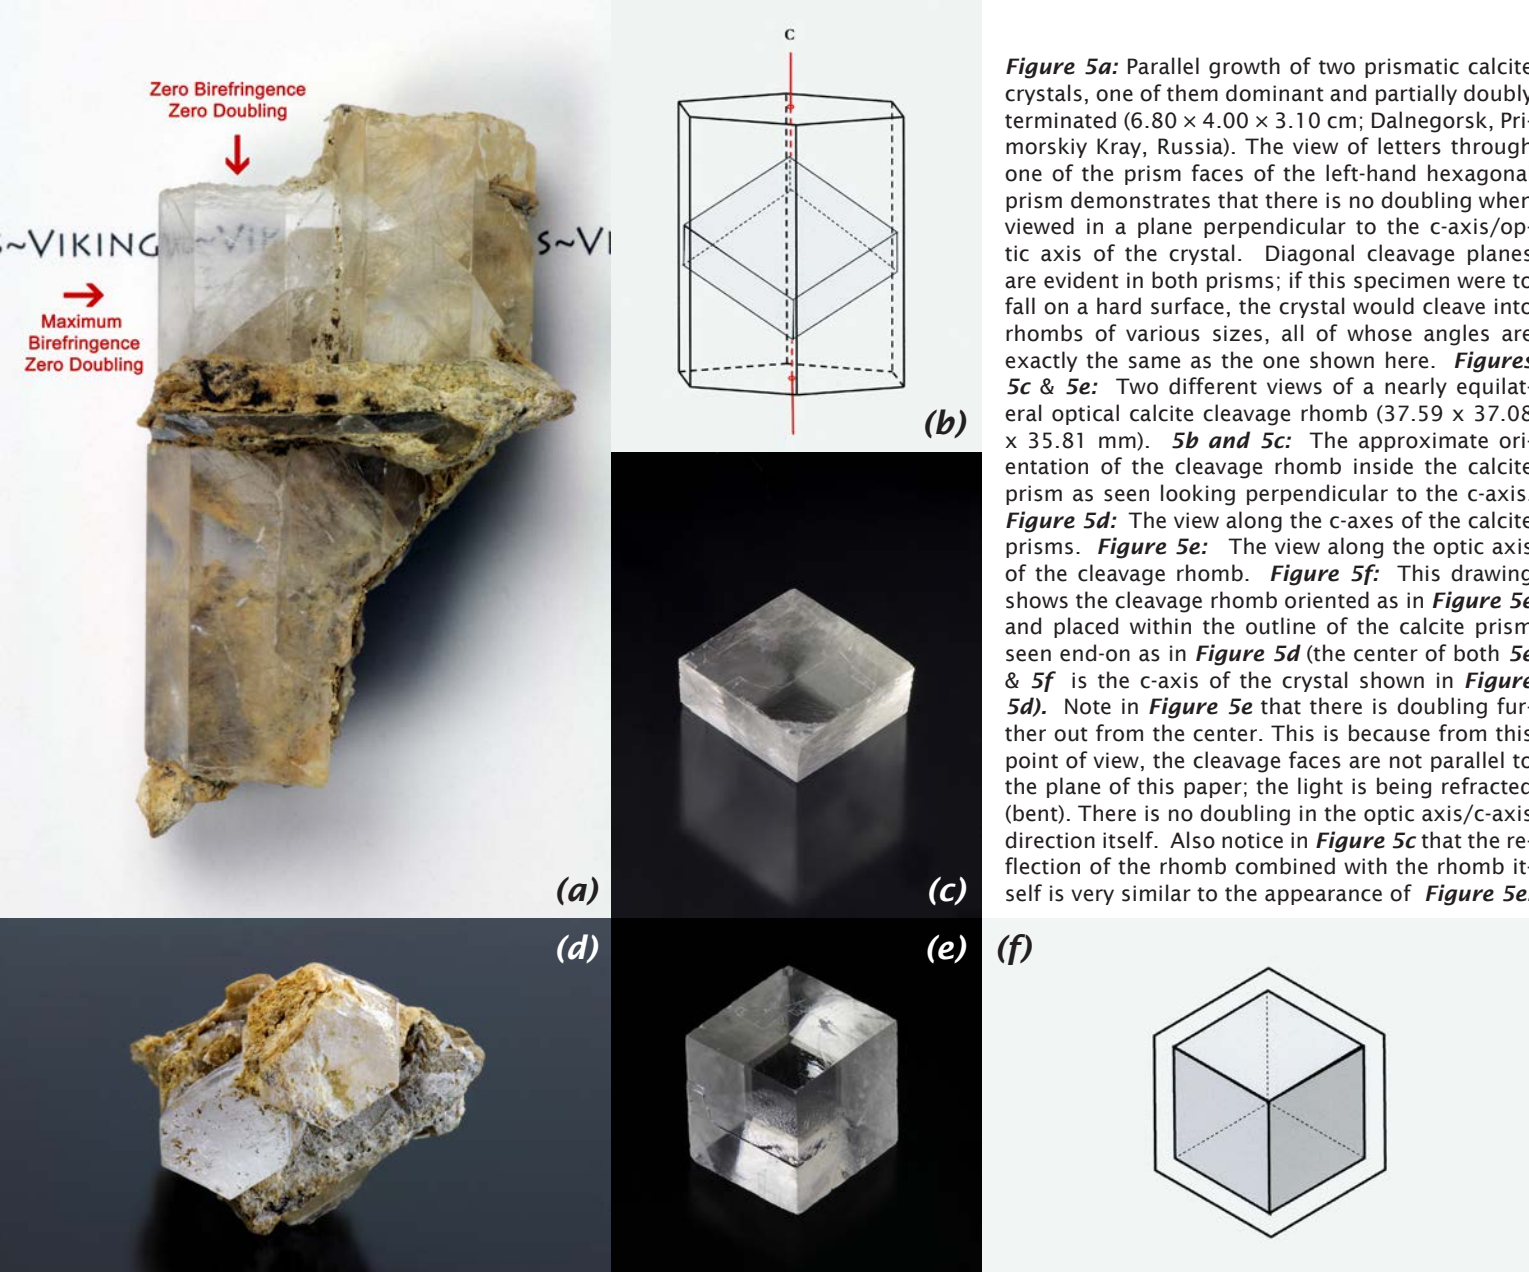 Zero Birefringence
Zero Doubling
S~VIKING
~VIK
S~VI
Maximum
Birefringence
Zero Doubling
(a)
C
(b)
(c)
Figure 5a: Parallel growth of two prismatic calcite
crystals, one of them dominant and partially doubly
terminated (6.80 × 4.00 × 3.10 cm; Dalnegorsk, Pri-
morskiy Kray, Russia). The view of letters through
one of the prism faces of the left-hand hexagona
prism demonstrates that there is no doubling when
viewed in a plane perpendicular to the c-axis/op-
tic axis of the crystal. Diagonal cleavage planes
are evident in both prisms; if this specimen were to
fall on a hard surface, the crystal would cleave into
rhombs of various sizes, all of whose angles are
exactly the same as the one shown here. Figures
5c & 5e: Two different views of a nearly equilat-
eral optical calcite cleavage rhomb (37.59 x 37.08
x 35.81 mm). 5b and 5c: The approximate ori-
entation of the cleavage rhomb inside the calcite
prism as seen looking perpendicular to the c-axis.
Figure 5d: The view along the c-axes of the calcite
prisms. Figure 5e: The view along the optic axis
of the cleavage rhomb. Figure 5f: This drawing
shows the cleavage rhomb oriented as in Figure 5e
and placed within the outline of the calcite prism
seen end-on as in Figure 5d (the center of both 5e
& 5f is the c-axis of the crystal shown in Figure
5d). Note in Figure 5e that there is doubling fur-
ther out from the center. This is because from this
point of view, the cleavage faces are not parallel to
the plane of this paper; the light is being refracted
(bent). There is no doubling in the optic axis/c-axis
direction itself. Also notice in Figure 5c that the re-
flection of the rhomb combined with the rhomb it-
self is very similar to the appearance of Figure 5e.
(d)
(e)
(f)